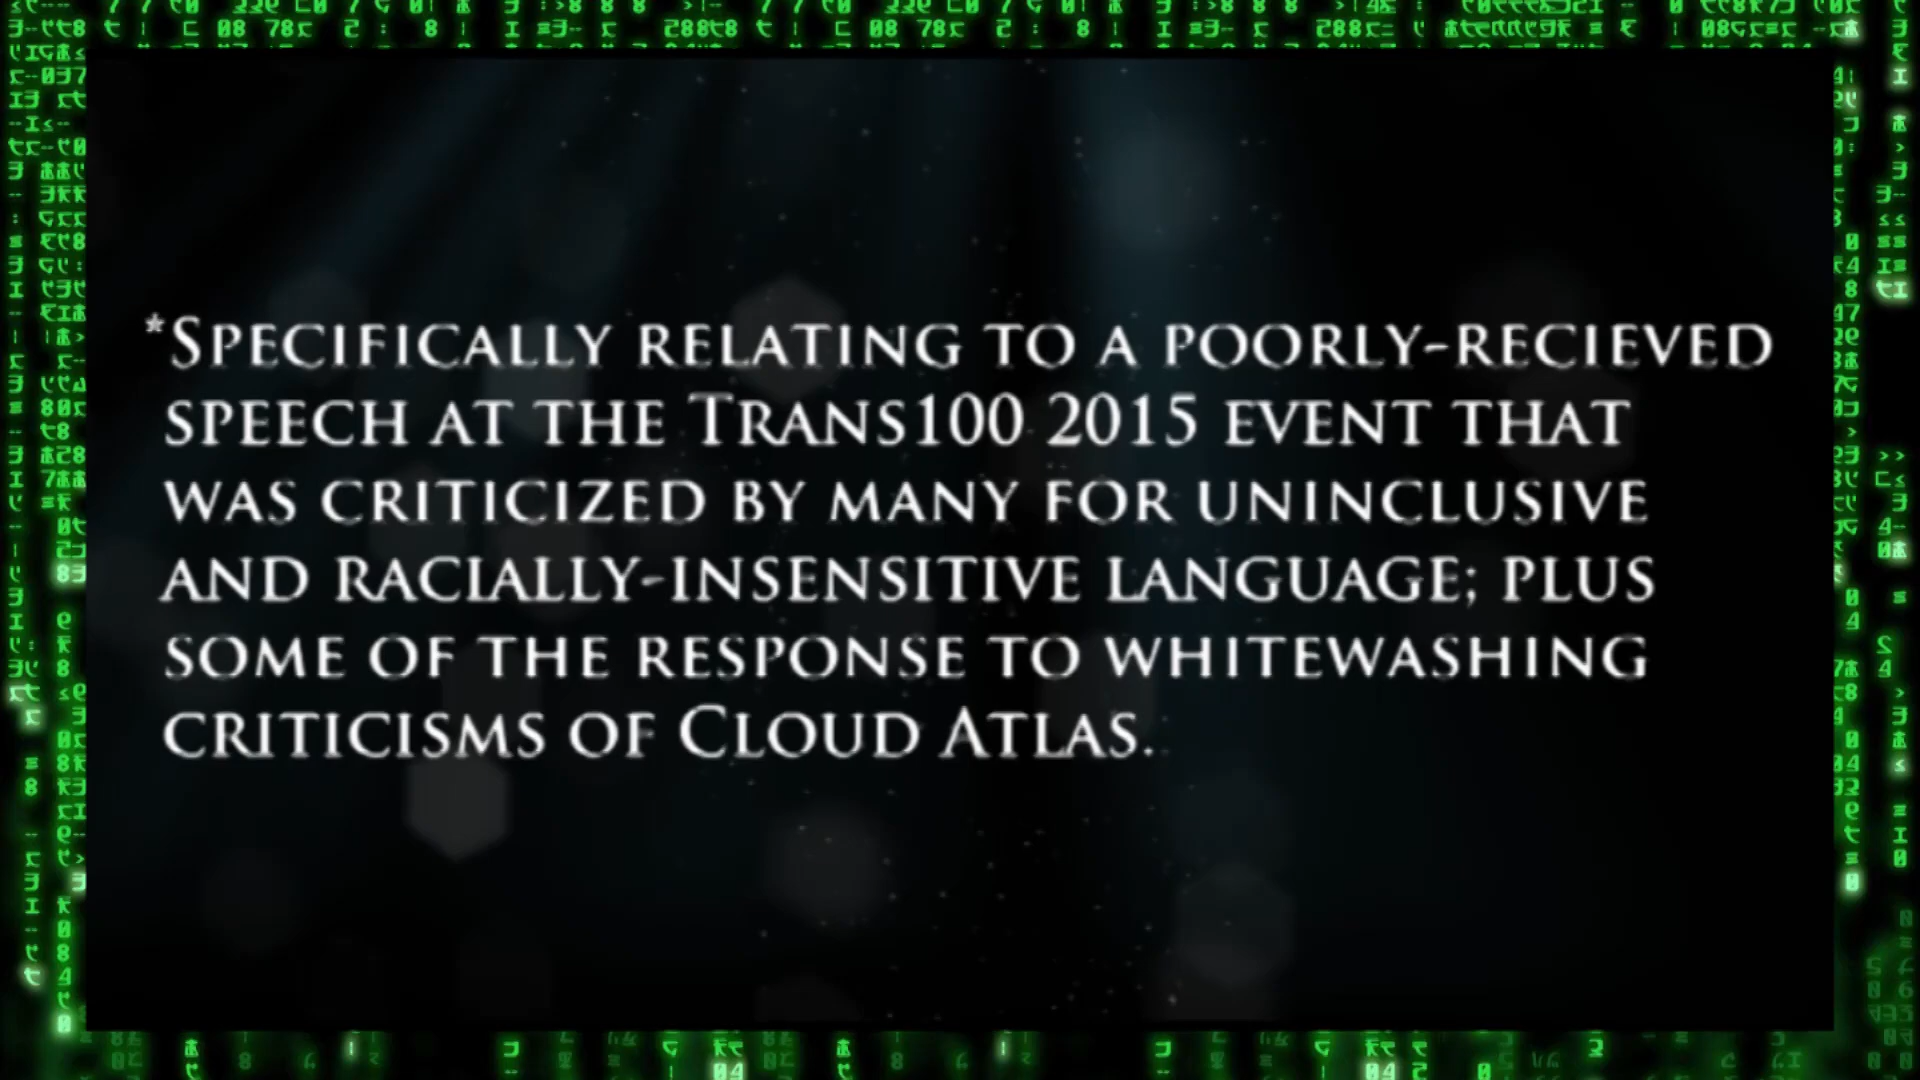 *Specifically relating to a poorly-recieved
speech at the Trans100 2015 event that
was criticized by many for uninclusive
and racially-insensitive language; plus
some of the response to whitewashing
criticisms of Cloud Atlas.